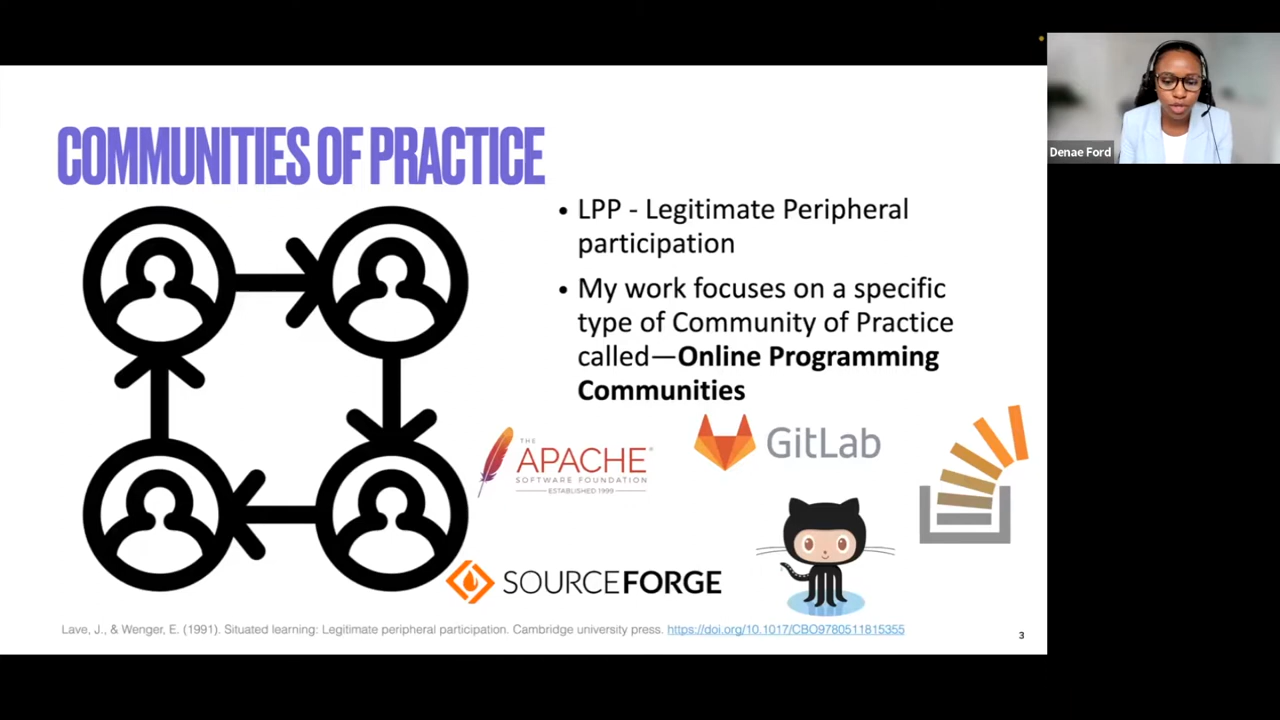 COMMUNITIES OF PRACTICE
• LPP - Legitimate Peripheral
participation
• My work focuses on a specific
type of Community of Practice
called—Online Programming
Communities
THE
APACHE®
SOFTWARE FOUNDATION
ESTABLISHED 1999
GitLab
SOURCEFORGE
Lave, J., & Wenger, E. (1991). Situated learning: Legitimate peripheral participation. Cambridge university press. https://doi.org/10.1017/CBO9780511815355
3
Denae Ford